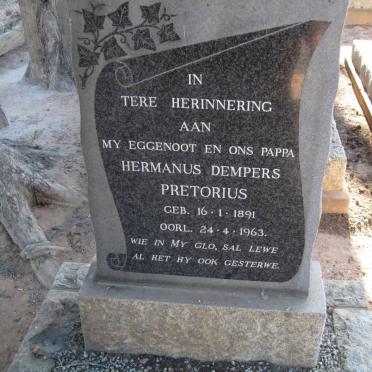 IN
TERE HERINNERING
AAN
MY EGGENOOT EN ONS PAPPA
HERMANUS DEMPERS
PRETORIUS
GEB. 16·1·1891
OORL. 24·4·1963.
WIE IN MY GLO, SAL LEWE
AL HET HY OOK GESTERWE.